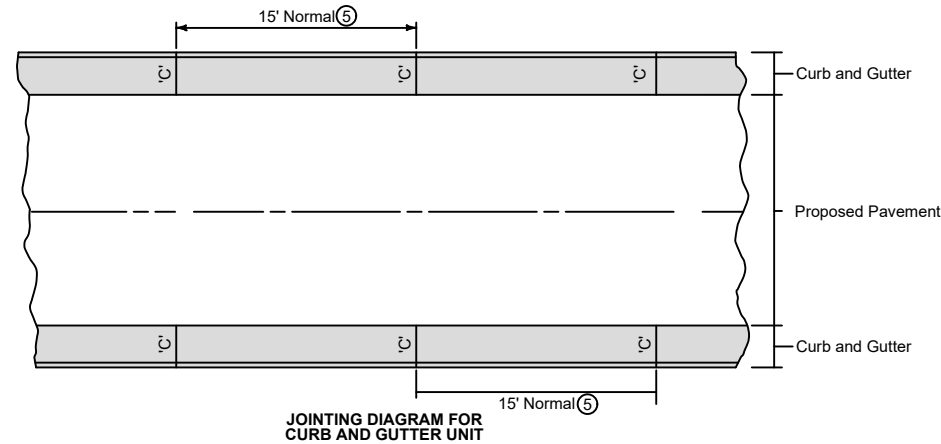 15' Normal ⑤
'C' 'C' 'C'
Curb and Gutter
Proposed Pavement
'C' 'C' 'C'
Curb and Gutter
15' Normal ⑤
JOINTING DIAGRAM FOR
CURB AND GUTTER UNIT